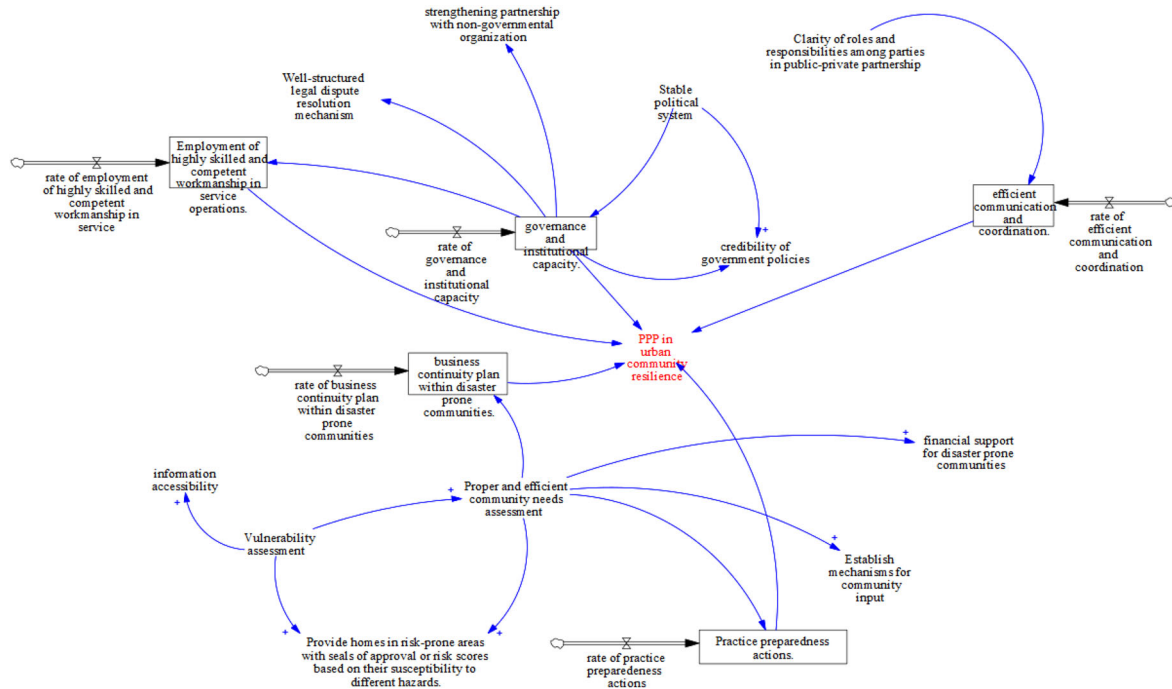 strengthening partnership
with non-governmental
organization
Clarity of roles and
responsibilities among parties
in public-private partnership
Well-structured
legal dispute
resolution
mechanism
Stable
political
system
Employment of
highly skilled and
competent
workmanship in
service
operations.
rate of employment
of highly skilled and
competent
workmanship in
service
efficient
communication
and
coordination.
rate of
efficient
communication
and
coordination
governance
and
institutional
capacity.
rate of
governance
and
institutional
capacity
+
credibility of
government policies
PPP in
urban
community
resilience
business
continuity plan
within disaster
prone
communities.
rate of business
continuity plan
within disaster
prone
communities
+
financial support
for disaster prone
communities
information
accessibility
+
+
Proper and efficient
community needs
assessment
Vulnerability
assessment
+
Establish
mechanisms for
community
input
+
+
Provide homes in risk-prone areas
with seals of approval or risk scores
based on their susceptibility to
different hazards.
Practice preparedness
actions.
rate of practice
preparedeness
actions